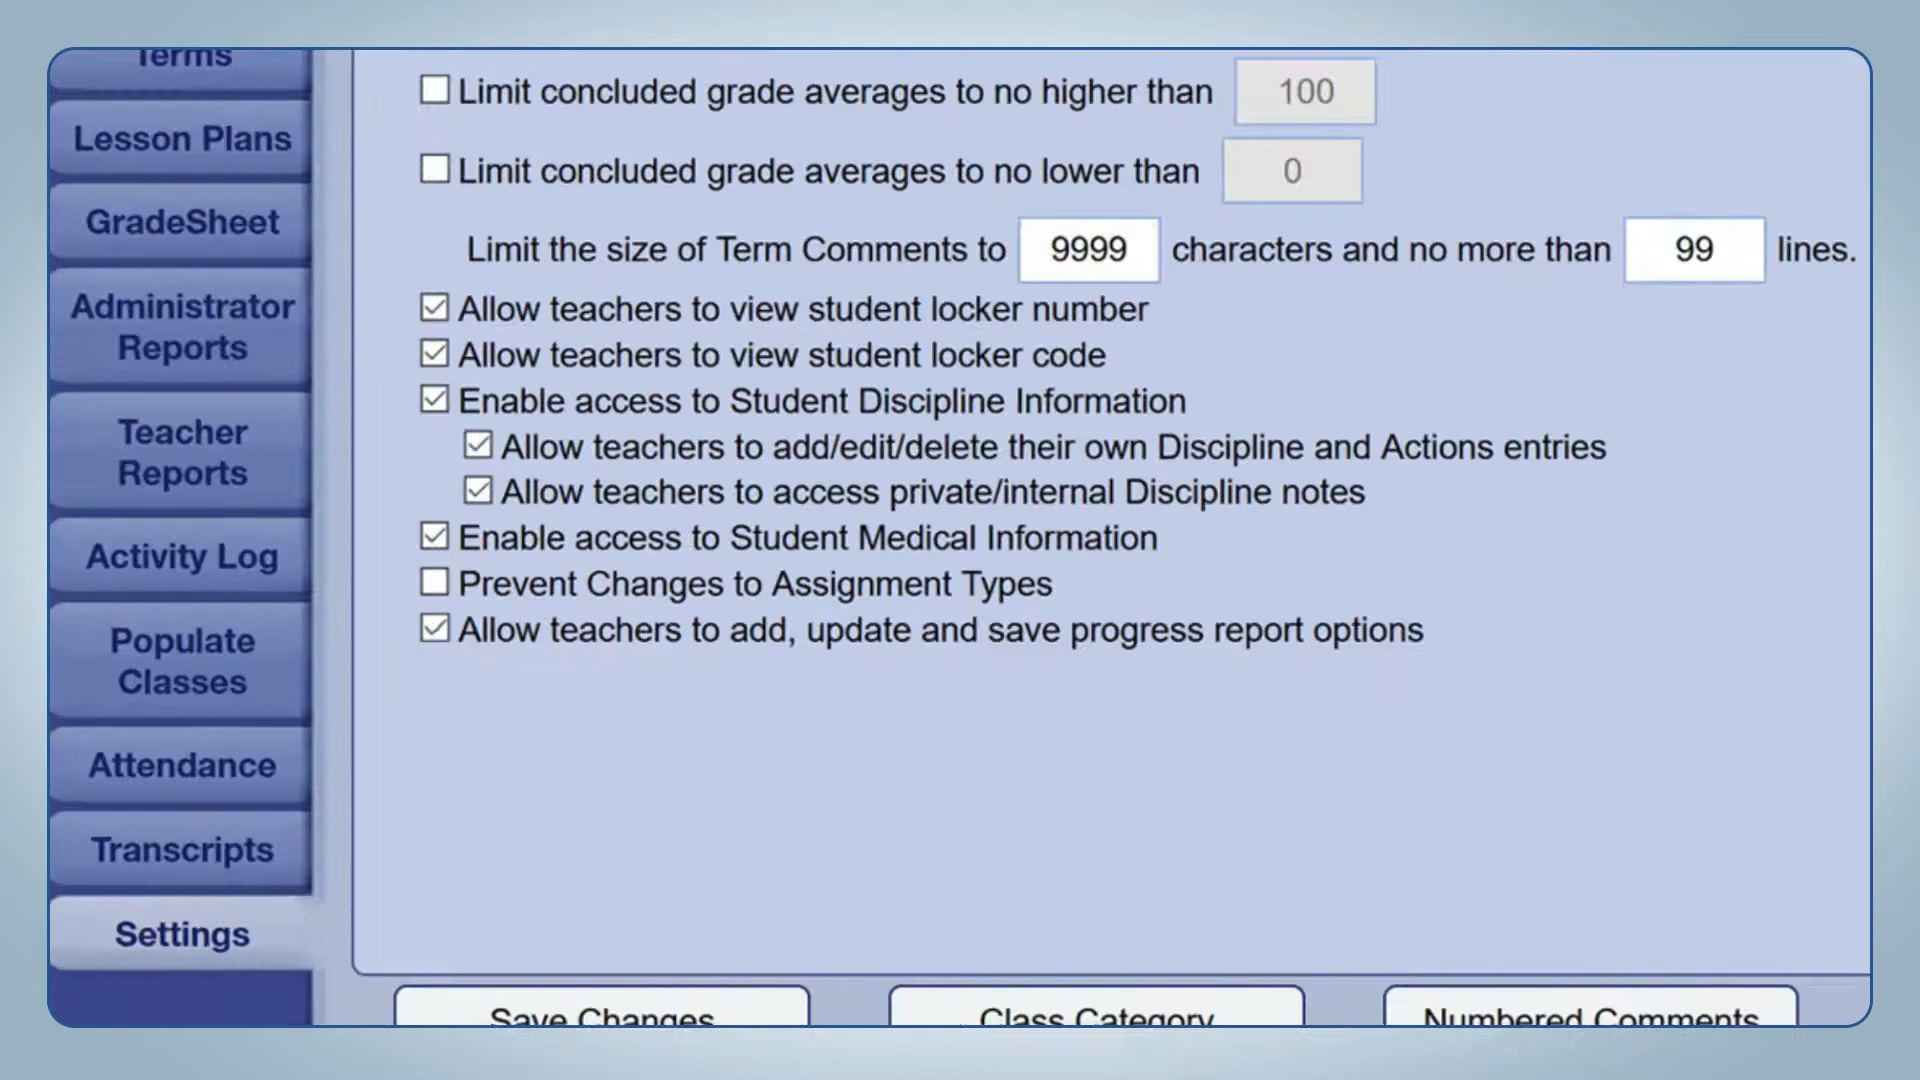 Terms
Lesson Plans
GradeSheet
Administrator
Reports
Teacher
Reports
Activity Log
Populate
Classes
Attendance
Transcripts
Settings
Limit concluded grade averages to no higher than 100
Limit concluded grade averages to no lower than 0
Limit the size of Term Comments to 9999 characters and no more than 99 lines.
Allow teachers to view student locker number
Allow teachers to view student locker code
Enable access to Student Discipline Information
Allow teachers to add/edit/delete their own Discipline and Actions entries
Allow teachers to access private/internal Discipline notes
Enable access to Student Medical Information
Prevent Changes to Assignment Types
Allow teachers to add, update and save progress report options
Save Changes
Class Category
Numbered Comments